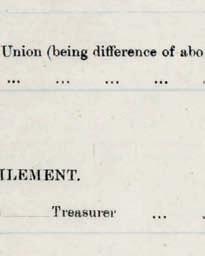 Union (being difference of abo
... ... ... ...
ILEMENT.
Treasurer ...